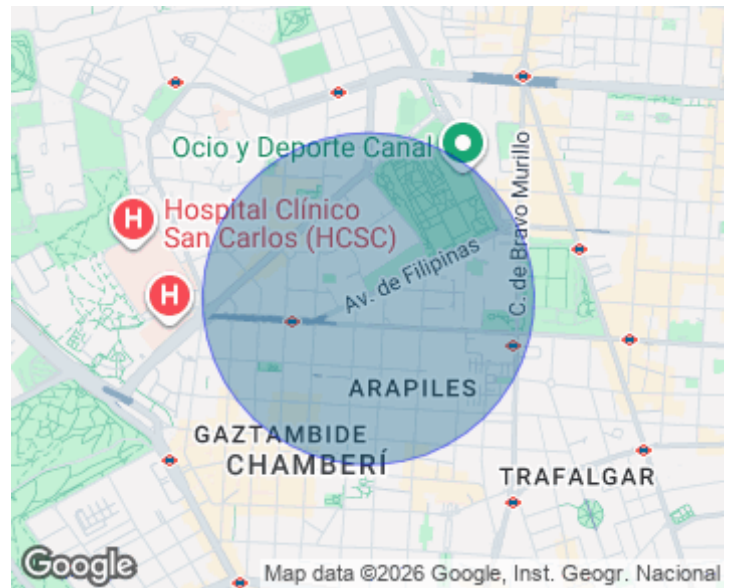 Ocio y Deporte Canal
C. de Bravo Murillo
H
Hospital Clínico
San Carlos (HCSC)
H
Av. de Filipinas
ARAPILES
GAZTAMBIDE
CHAMBERÍ
TRAFALGAR
Google
Map data ©2026 Google, Inst. Geogr. Nacional